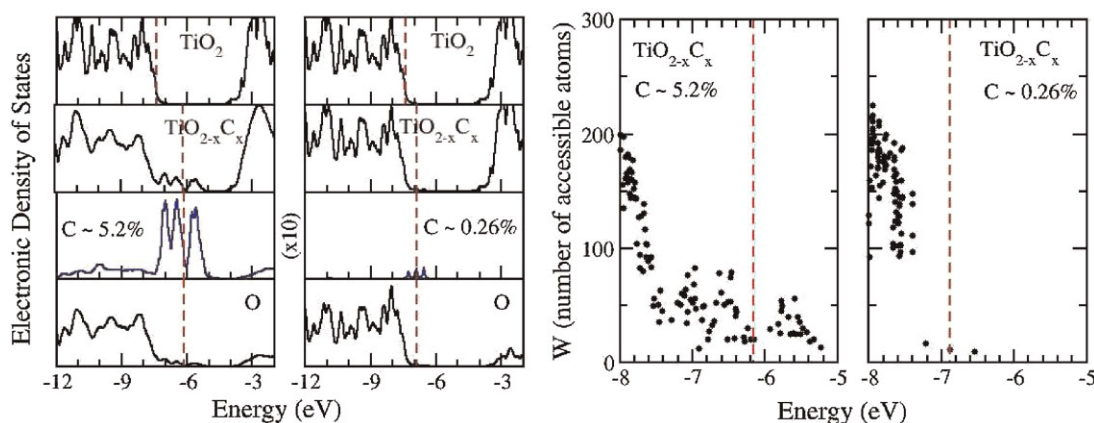 Electronic Density of States
TiO2
TiO2-xCx
C ~ 5.2%
O
-12 -9 -6 -3
TiO2
TiO2-xCx
(x10)
C ~ 0.26%
O
-12 -9 -6 -3
Energy (eV)
W (number of accessible atoms)
300
200
100
0
TiO2-xCx
C ~ 5.2%
-8 -7 -6 -5
TiO2-xCx
C ~ 0.26%
-8 -7 -6 -5
Energy (eV)